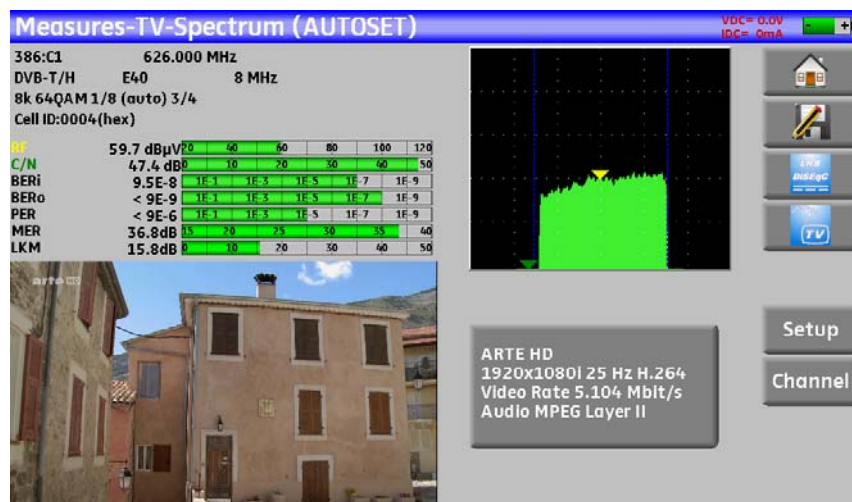 Measures-TV-Spectrum (AUTOSET)
VDC= 0.0V
IDC= 0mA
- +
386:C1 626.000 MHz
DVB-T/H E40 8 MHz
8k 64QAM 1/8 (auto) 3/4
Cell ID:0004(hex)
RF 59.7 dBµV 20 40 60 80 100 120
C/N 47.4 dB 0 10 20 30 40 50
BERi 9.5E-8 1E-1 1E-3 1E-5 1E-7 1E-9
BERo < 9E-9 1E-1 1E-3 1E-5 1E-7 1E-9
PER < 9E-6 1E-1 1E-3 1E-5 1E-7 1E-9
MER 36.8dB 15 20 25 30 35 40
LKM 15.8dB 0 10 20 30 40 50
arte HD
LNB
DiSEqC
TV
Setup
Channel
ARTE HD
1920x1080i 25 Hz H.264
Video Rate 5.104 Mbit/s
Audio MPEG Layer II